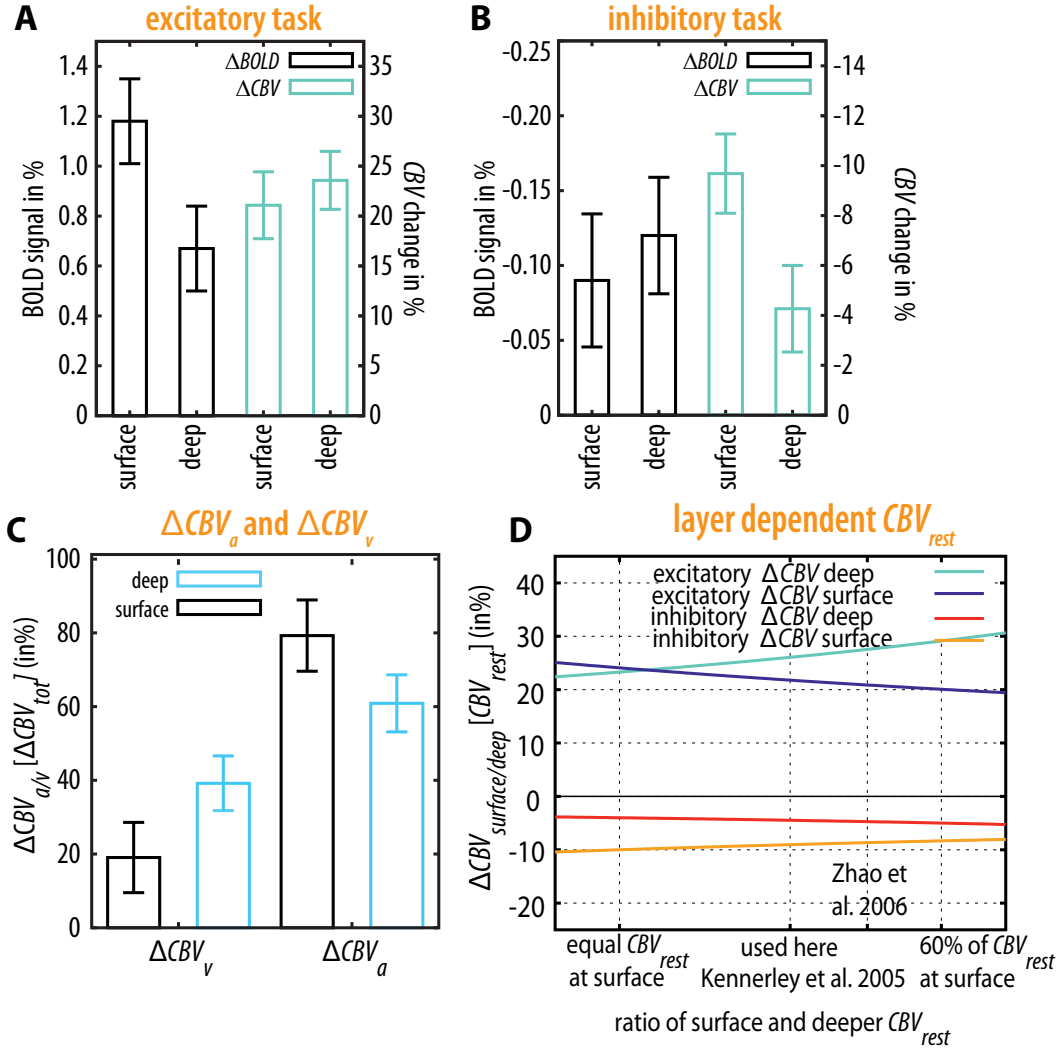 A
excitatory task
ΔBOLD
ΔCBV
BOLD signal in %
1.4
1.2
1.0
0.8
0.6
0.4
0.2
0
35
30
25
20
15
10
5
0
CBV change in %
surface
deep
surface
deep
B
inhibitory task
ΔBOLD
ΔCBV
BOLD signal in %
-0.25
-0.20
-0.15
-0.10
-0.05
0
-14
-12
-10
-8
-6
-4
-2
0
CBV change in %
surface
deep
surface
deep
C
ΔCBVa and ΔCBVv
deep
surface
ΔCBVa/v [ΔCBVtot] (in%)
100
80
60
40
20
0
ΔCBVv
ΔCBVa
D
layer dependent CBVrest
excitatory ΔCBV deep
excitatory ΔCBV surface
inhibitory ΔCBV deep
inhibitory ΔCBV surface
ΔCBVsurface/deep [CBVrest] (in%)
40
30
20
10
0
-10
-20
Zhao et
al. 2006
equal CBVrest
at surface
used here
Kennerley et al. 2005
60% of CBVrest
at surface
ratio of surface and deeper CBVrest